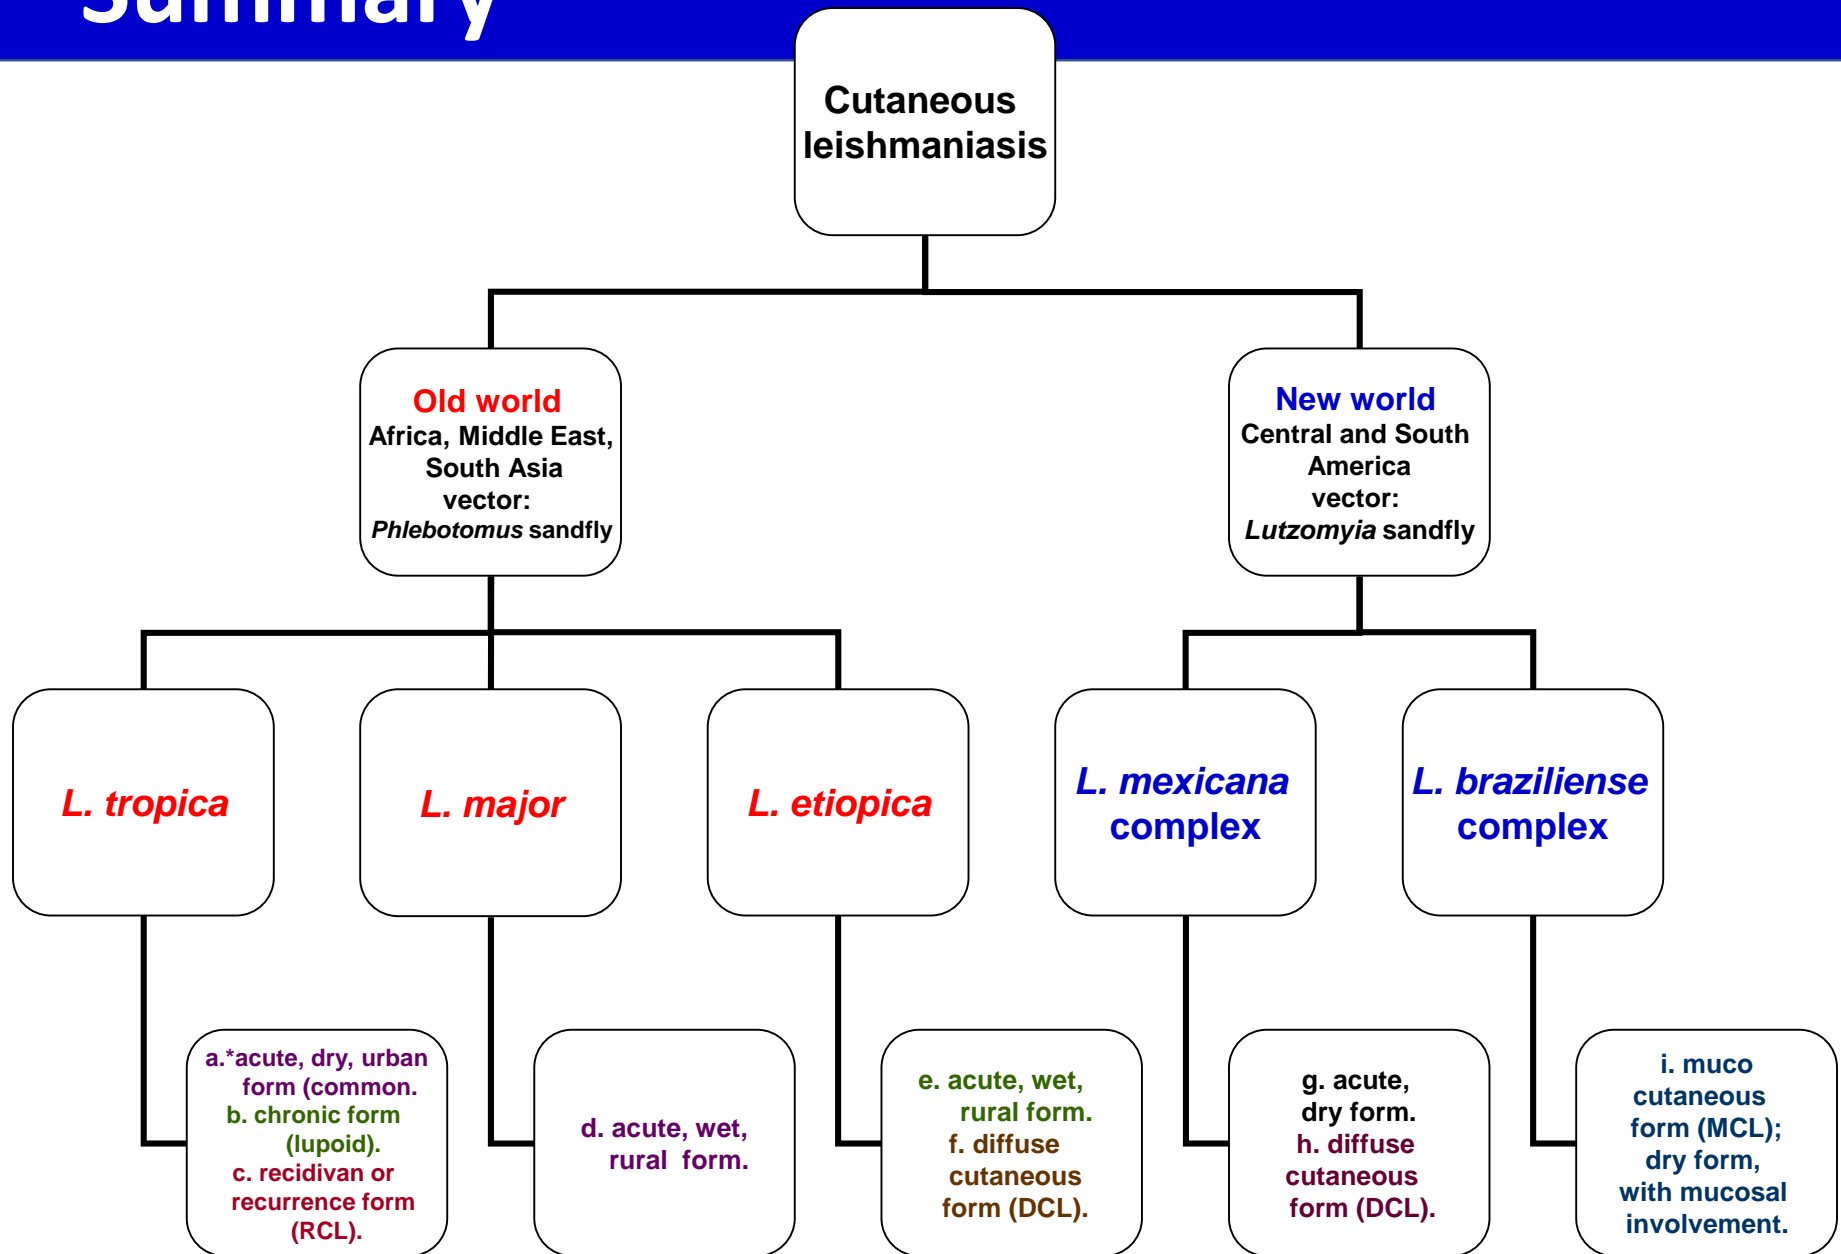 Summary
Cutaneous
leishmaniasis
Old world
Africa, Middle East,
South Asia
vector:
Phlebotomus sandfly
New world
Central and South
America
vector:
Lutzomyia sandfly
L. tropica
L. major
L. etiopica
L. mexicana
complex
L. braziliense
complex
a.*acute, dry, urban
form (common.
b. chronic form
(lupoid).
c. recidivan or
recurrence form
(RCL).
d. acute, wet,
rural form.
e. acute, wet,
rural form.
f. diffuse
cutaneous
form (DCL).
g. acute,
dry form.
h. diffuse
cutaneous
form (DCL).
i. muco
cutaneous
form (MCL);
dry form,
with mucosal
involvement.